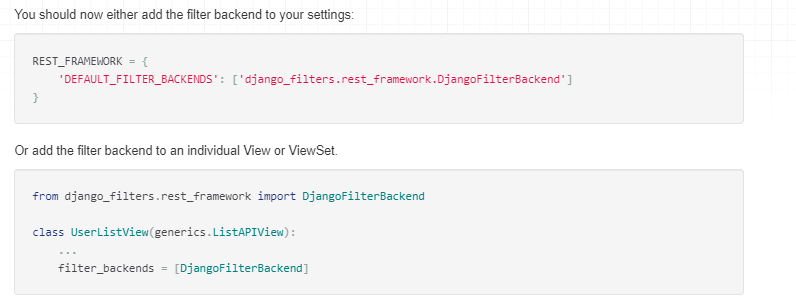 You should now either add the filter backend to your settings:
REST_FRAMEWORK = {
    'DEFAULT_FILTER_BACKENDS': ['django_filters.rest_framework.DjangoFilterBackend']
}
Or add the filter backend to an individual View or ViewSet.
from django_filters.rest_framework import DjangoFilterBackend
class UserListView(generics.ListAPIView):
    ...
    filter_backends = [DjangoFilterBackend]